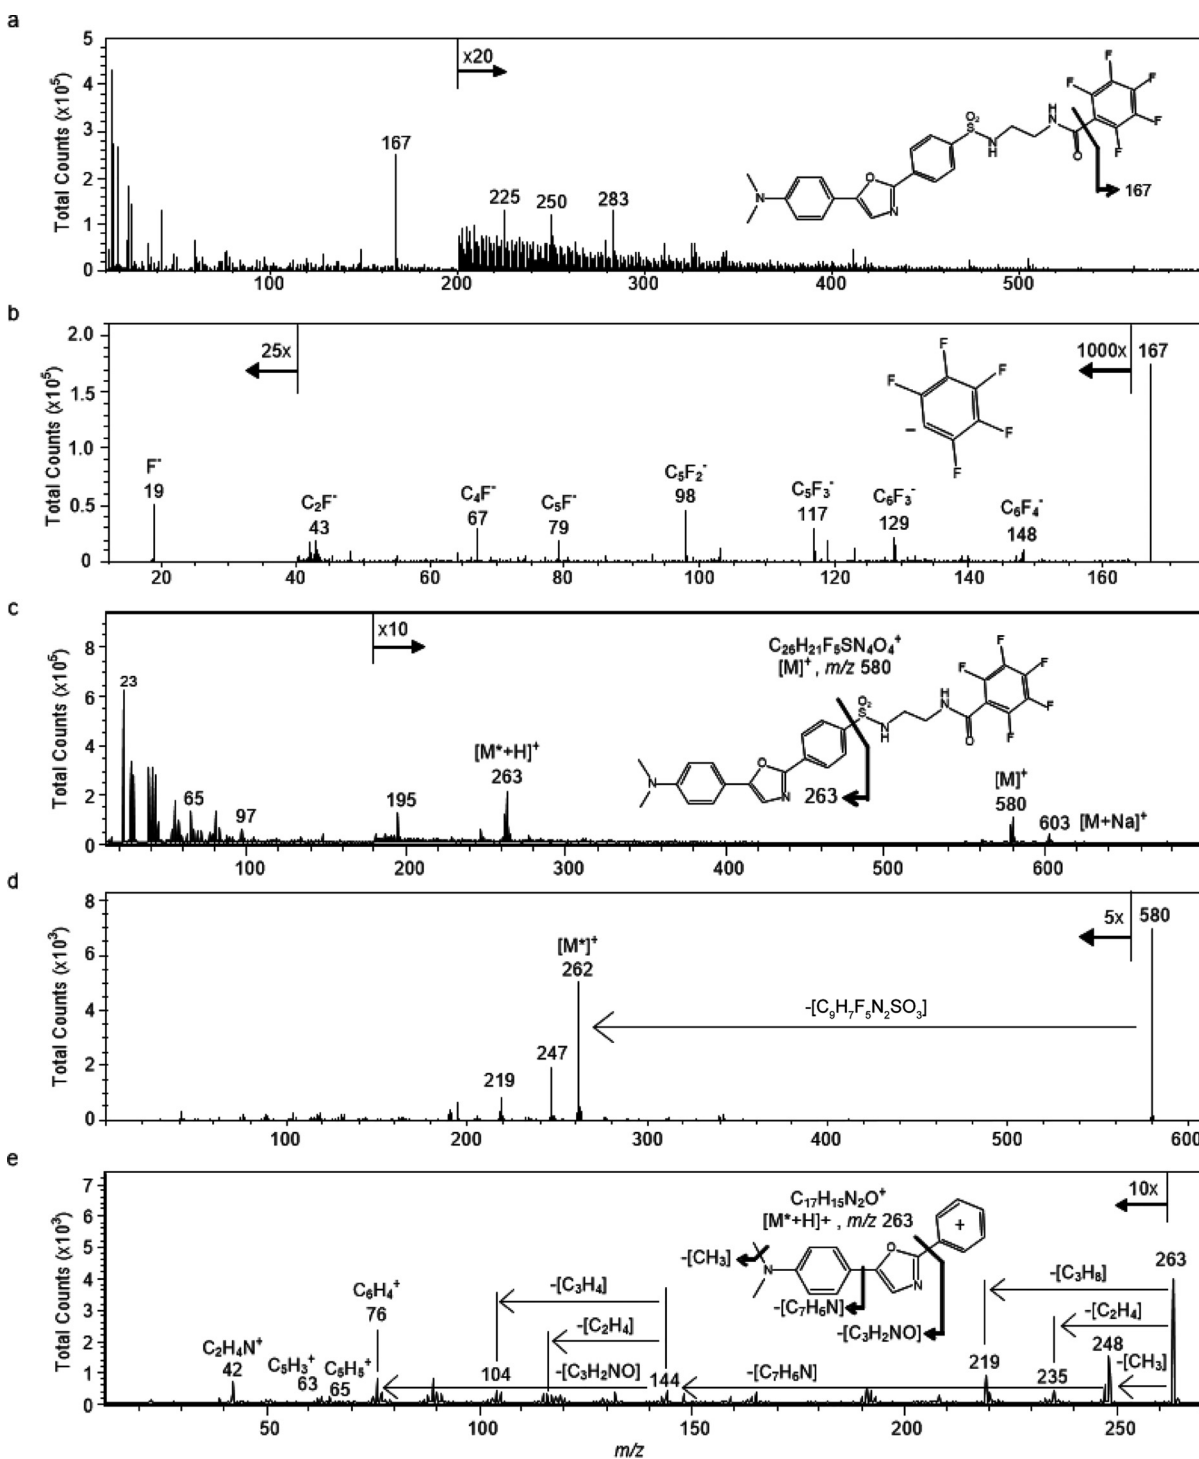 a
Total Counts (x10⁵)
5
4
3
2
1
0
x20
167
225
250
283
100
200
300
400
500
N
O
N
S
O₂
N
H
H
N
O
F
F
F
F
F
167
b
Total Counts (x10⁵)
2.0
1.5
1.0
0.5
0
25x
1000x
167
F⁻
19
C₂F⁻
43
C₄F⁻
67
C₅F⁻
79
C₅F₂⁻
98
C₅F₃⁻
117
C₆F₃⁻
129
C₆F₄⁻
148
F
F
F
F
F
−
20
40
60
80
100
120
140
160
c
Total Counts (x10⁵)
8
6
4
2
0
x10
23
65
97
195
[M*+H]⁺
263
C₂₆H₂₁F₅SN₄O₄⁺
[M]⁺ , m/z 580
N
O
N
S
O₂
N
H
H
N
O
F
F
F
F
F
263
[M]⁺
580
603 [M+Na]⁺
100
200
300
400
500
600
d
Total Counts (x10³)
8
6
4
2
0
5x
580
[M*]⁺
262
-[C₉H₇F₅N₂SO₃]
247
219
100
200
300
400
500
600
e
Total Counts (x10³)
7
6
5
4
3
2
1
0
10x
C₁₇H₁₅N₂O⁺
[M*+H]+ , m/z 263
-[CH₃]
N
O
N
+
-[C₇H₆N]
-[C₃H₂NO]
263
-[C₃H₈]
-[C₂H₄]
248
-[CH₃]
219
235
-[C₃H₄]
-[C₂H₄]
-[C₃H₂NO]
144
-[C₇H₆N]
104
C₆H₄⁺
76
C₂H₄N⁺
42
C₅H₃⁺
63
C₅H₅⁺
65
50
100
150
200
250
m/z